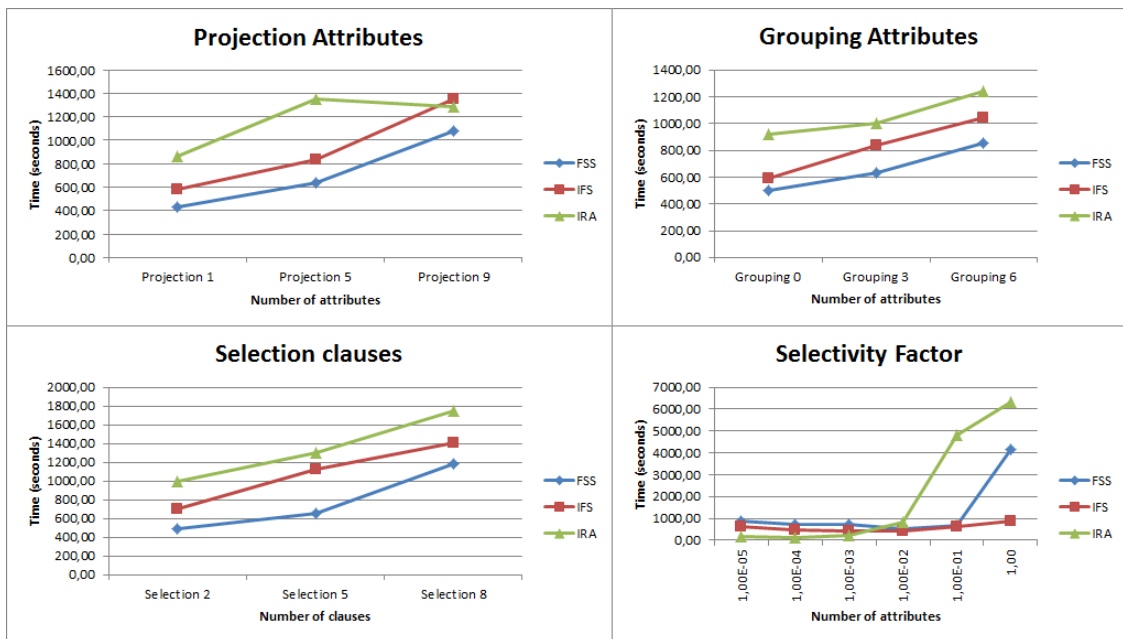 Projection Attributes
Time (seconds)
1600,00
1400,00
1200,00
1000,00
800,00
600,00
400,00
200,00
0,00
Projection 1
Projection 5
Projection 9
Number of attributes
FSS
IFS
IRA
Grouping Attributes
Time (seconds)
1400,00
1200,00
1000,00
800,00
600,00
400,00
200,00
0,00
Grouping 0
Grouping 3
Grouping 6
Number of attributes
FSS
IFS
IRA
Selection clauses
Time (seconds)
2000,00
1800,00
1600,00
1400,00
1200,00
1000,00
800,00
600,00
400,00
200,00
0,00
Selection 2
Selection 5
Selection 8
Number of clauses
FSS
IFS
IRA
Selectivity Factor
Time (seconds)
7000,00
6000,00
5000,00
4000,00
3000,00
2000,00
1000,00
0,00
1,00E-05
1,00E-04
1,00E-03
1,00E-02
1,00E-01
1,00
Number of attributes
FSS
IFS
IRA